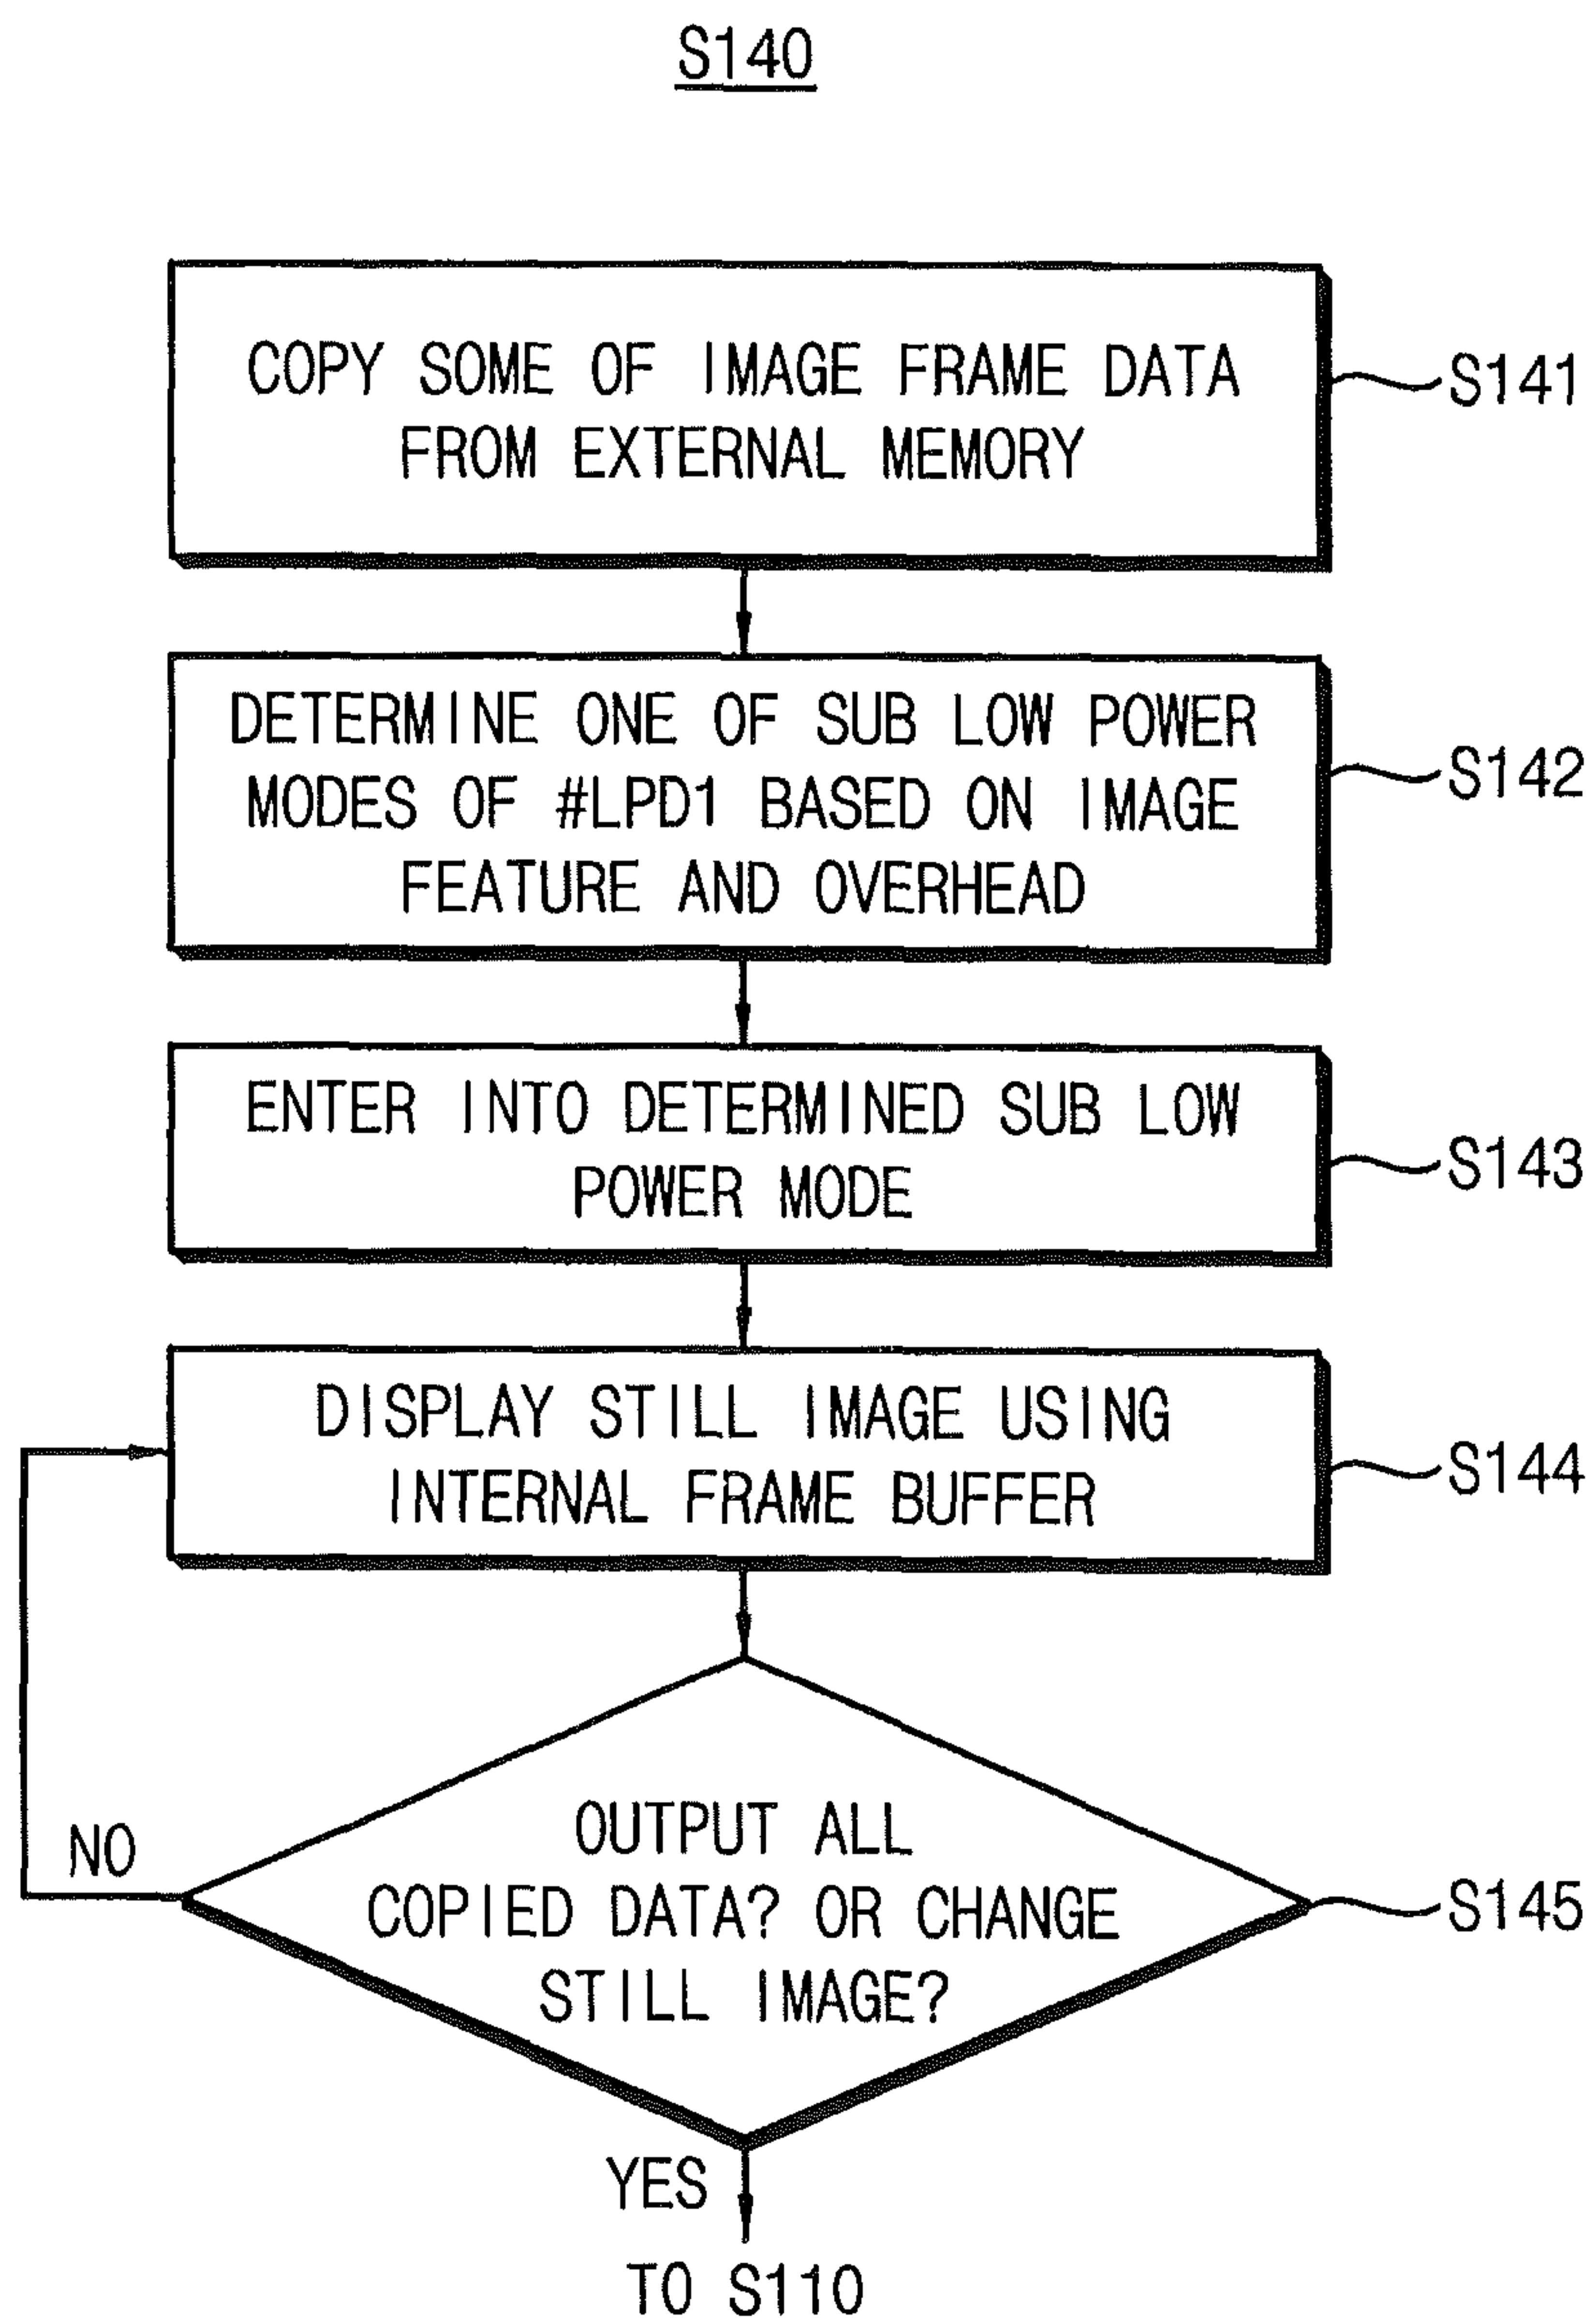 S140
COPY SOME OF IMAGE FRAME DATA
FROM EXTERNAL MEMORY
S141
DETERMINE ONE OF SUB LOW POWER
MODES OF #LPD1 BASED ON IMAGE
FEATURE AND OVERHEAD
S142
ENTER INTO DETERMINED SUB LOW
POWER MODE
S143
DISPLAY STILL IMAGE USING
INTERNAL FRAME BUFFER
S144
NO
OUTPUT ALL
COPIED DATA? OR CHANGE
STILL IMAGE?
S145
YES
TO S110